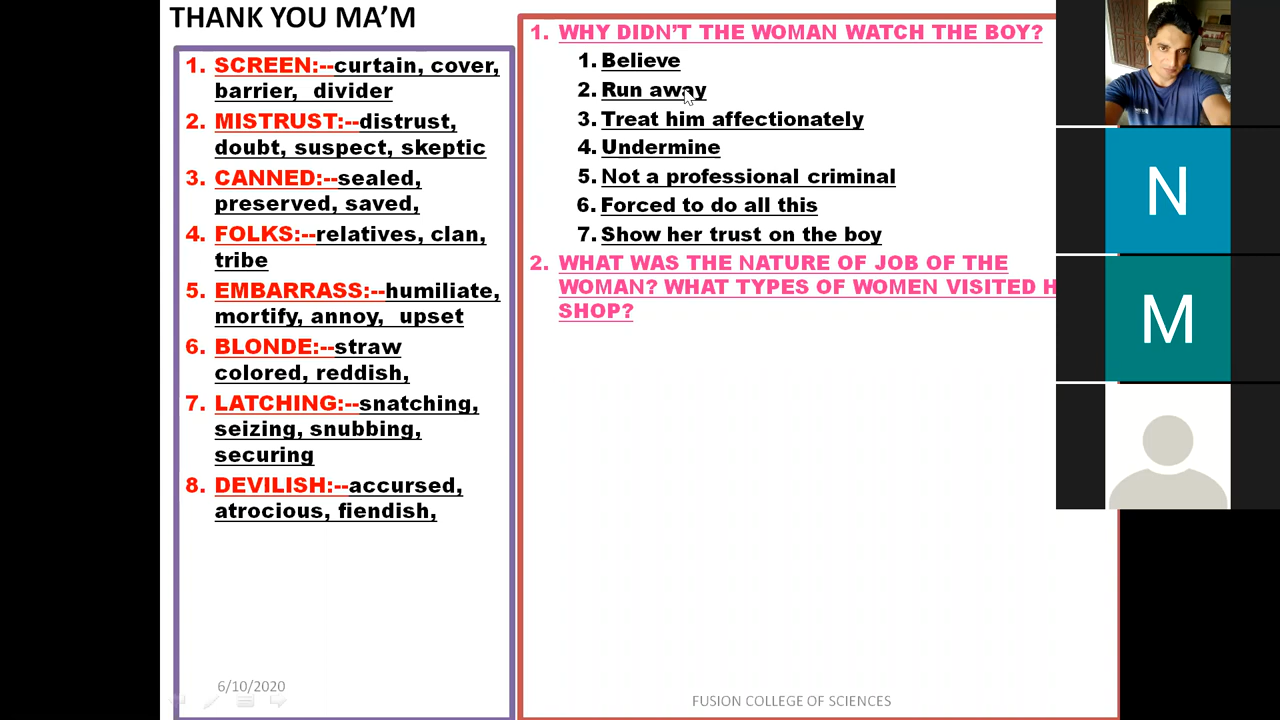 THANK YOU MA'M
1. SCREEN:--curtain, cover,
barrier, divider
2. MISTRUST:--distrust,
doubt, suspect, skeptic
3. CANNED:--sealed,
preserved, saved,
4. FOLKS:--relatives, clan,
tribe
5. EMBARRASS:--humiliate,
mortify, annoy, upset
6. BLONDE:--straw
colored, reddish,
7. LATCHING:--snatching,
seizing, snubbing,
securing
8. DEVILISH:--accursed,
atrocious, fiendish,
6/10/2020
1. WHY DIDN'T THE WOMAN WATCH THE BOY?
1. Believe
2. Run away
3. Treat him affectionately
4. Undermine
5. Not a professional criminal
6. Forced to do all this
7. Show her trust on the boy
2. WHAT WAS THE NATURE OF JOB OF THE
WOMAN? WHAT TYPES OF WOMEN VISITED
SHOP?
FUSION COLLEGE OF SCIENCES
N
M